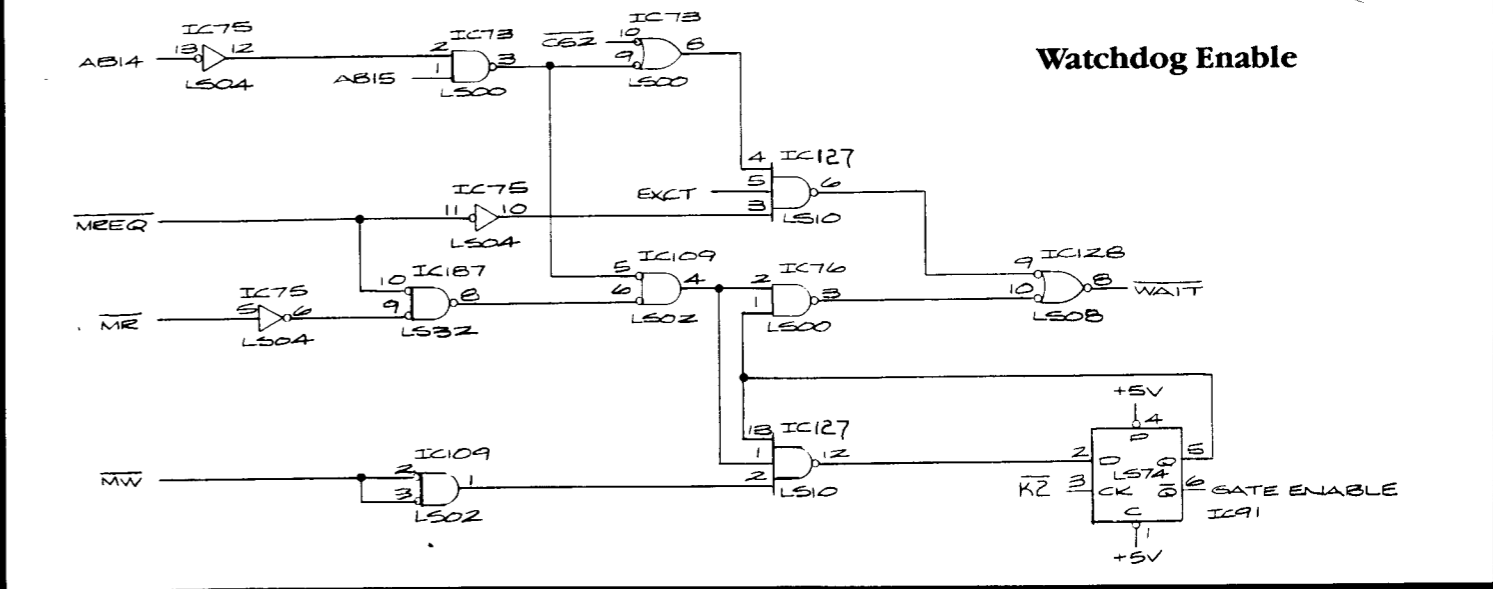 Watchdog Enable
IC75
AB14 13 12
LS04
IC73
2
AB15 1 3
LS00
IC73
CS2 10
9 8
LS00
IC127
4
EXCT 5 6
3
LS10
IC75
MREQ 11 10
LS04
IC187
10
9 8
LS32
IC75
MR 5 6
LS04
IC109
5
6 4
LS02
IC76
2
1 3
LS00
IC128
9
10 8 WAIT
LS08
IC109
MW 2
3 1
LS02
IC127
13
1 12
2
LS10
+5V
4
P
2 D Q 5
LS74
K2 3 CK Q 6 GATE ENABLE
IC91
C
1
+5V